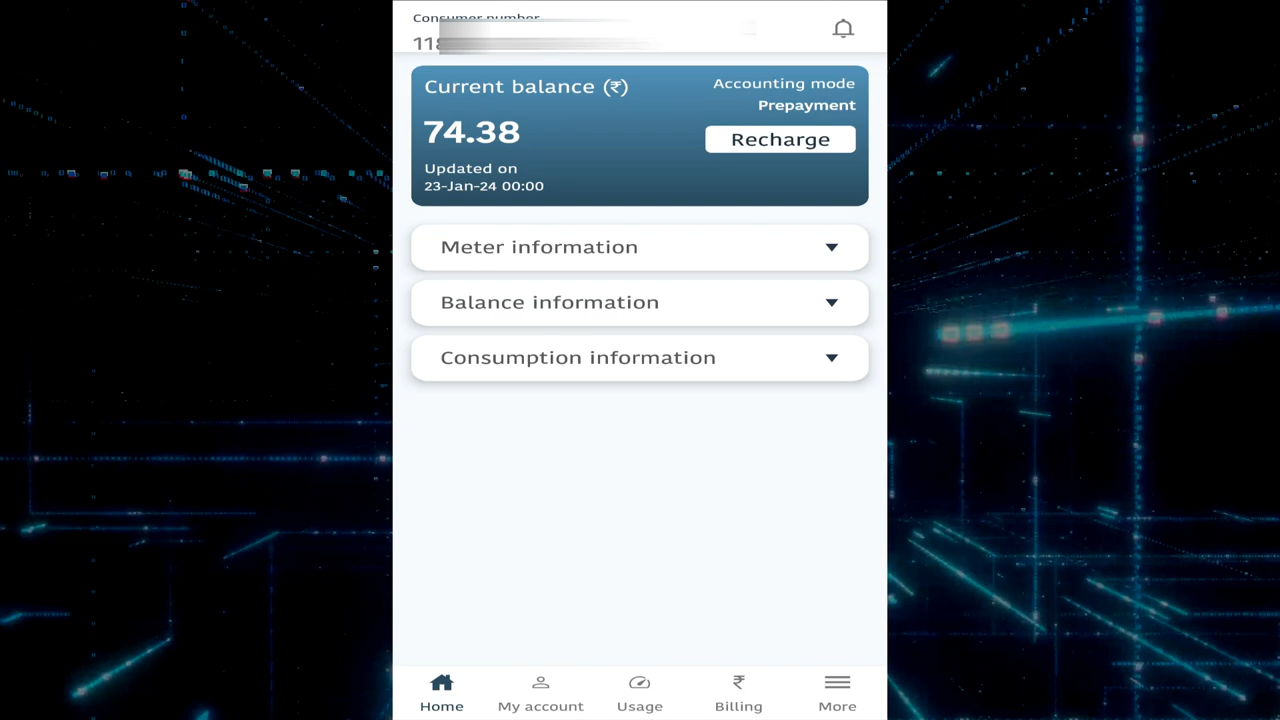 Consumer number
118
Current balance (₹)
Accounting mode
Prepayment
74.38
Recharge
Updated on
23-Jan-24 00:00
Meter information
Balance information
Consumption information
Home
My account
Usage
Billing
More